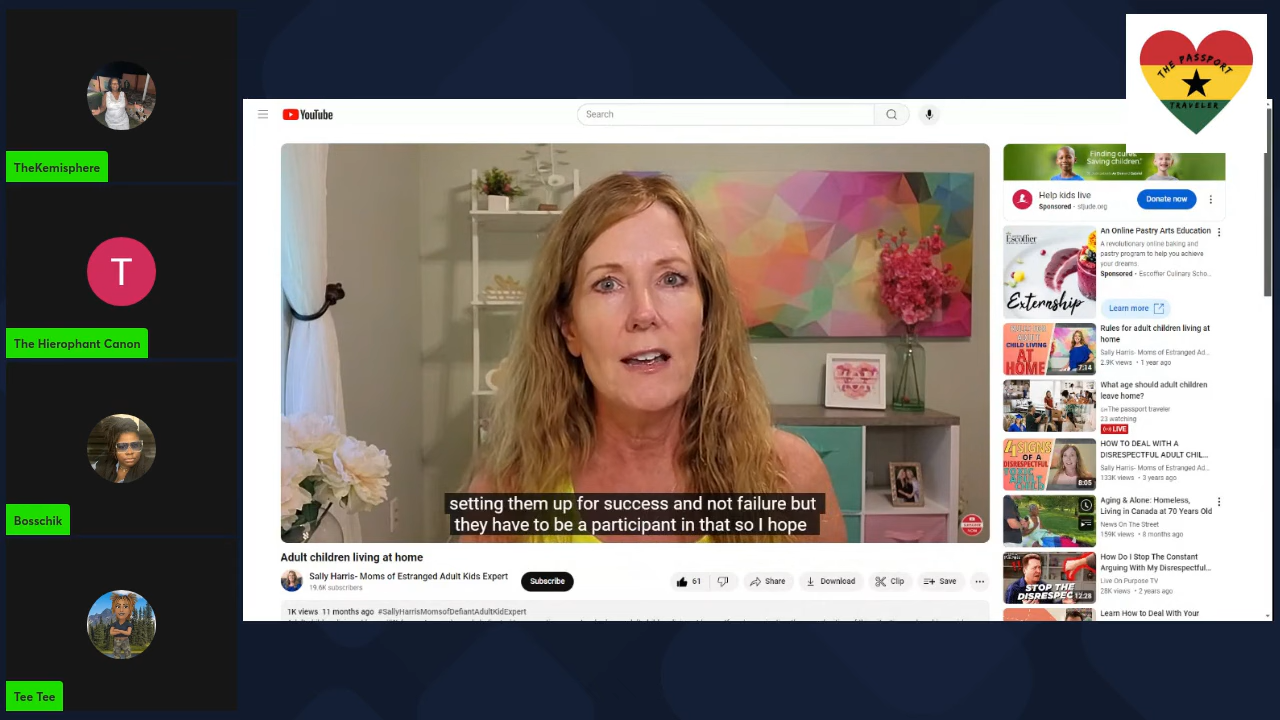 TheKemisphere
T
The Hierophant Canon
Bosschik
Tee Tee
THE PASSPORT
TRAVELER
YouTube
Search
setting them up for success and not failure but
they have to be a participant in that so I hope
Adult children living at home
Sally Harris- Moms of Estranged Adult Kids Expert
19.6K subscribers
Subscribe
61
Share
Download
Clip
Save
1K views 11 months ago #SallyHarrisMomsofDefiantAdultKidExpert
Finding cures.
Saving children.
Help kids live
Sponsored · stjude.org
Donate now
Escoffier
Externship
An Online Pastry Arts Education
A revolutionary online baking and
pastry program to help you achieve
your dreams.
Sponsored · Escoffier Culinary Scho...
Learn more
CHILD LIVING
AT
HOME
7:14
Rules for adult children living at
home
Sally Harris- Moms of Estranged Ad...
2.9K views • 1 year ago
What age should adult children
leave home?
The passport traveler
23 watching
LIVE
4 SIGNS
OF A
DISRESPECTFUL
8:05
HOW TO DEAL WITH A
DISRESPECTFUL ADULT CHIL...
Sally Harris- Moms of Estranged Ad...
133K views • 3 years ago
Aging & Alone: Homeless,
Living in Canada at 70 Years Old
News On The Street
159K views • 8 months ago
STOP THE
DISRESPECT
12:28
How Do I Stop The Constant
Arguing With My Disrespectful...
Live On Purpose TV
28K views • 2 years ago
Learn How to Deal With Your